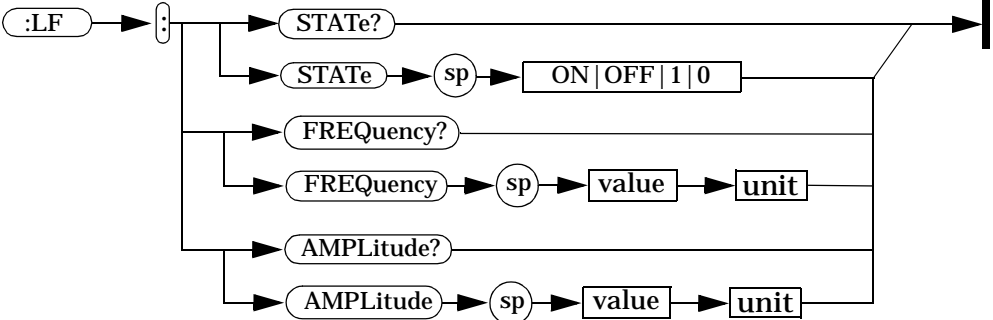 :LF : STATe?
STATe sp ON|OFF|1|0
FREQuency?
FREQuency sp value unit
AMPLitude?
AMPLitude sp value unit